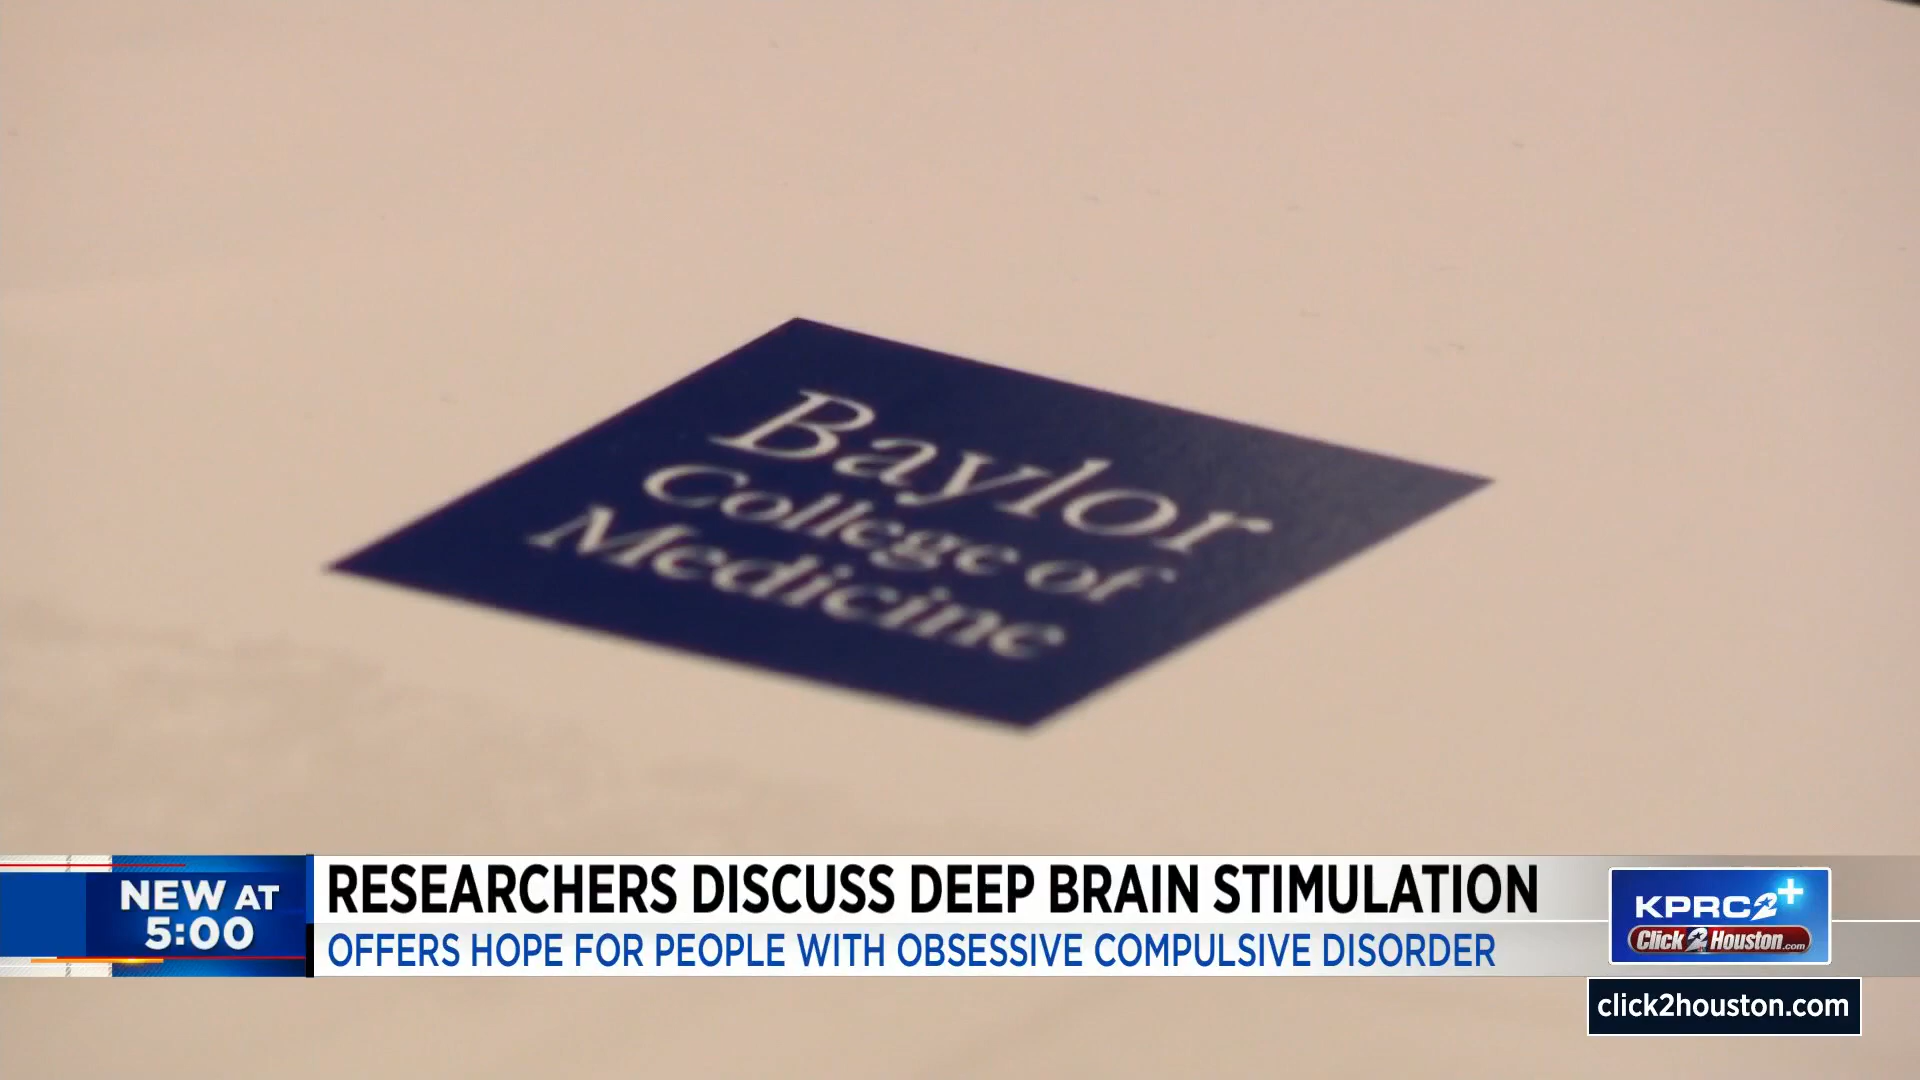 Baylor
College of
Medicine
NEW AT
5:00
RESEARCHERS DISCUSS DEEP BRAIN STIMULATION
OFFERS HOPE FOR PEOPLE WITH OBSESSIVE COMPULSIVE DISORDER
KPRC2+
Click2Houston.com
click2houston.com